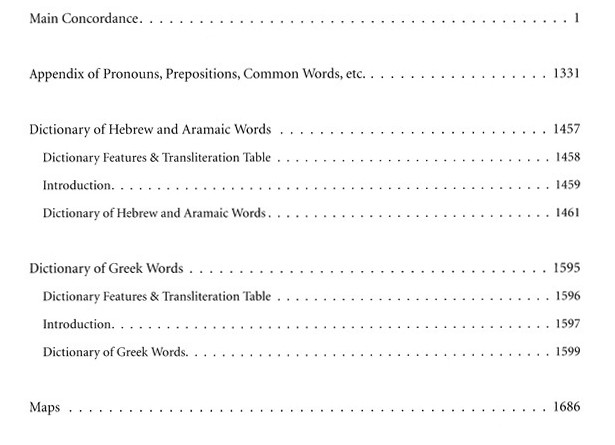 Main Concordance. . . . . . . . . . . . . . . . . . . . . . . . . . . . . . . . . . . . . . . . . . 1
Appendix of Pronouns, Prepositions, Common Words, etc. . . . . . . . . . . . . . . . . . . 1331
Dictionary of Hebrew and Aramaic Words . . . . . . . . . . . . . . . . . . . . . . . . . . 1457
Dictionary Features & Transliteration Table . . . . . . . . . . . . . . . . . . . . . . . . . . 1458
Introduction. . . . . . . . . . . . . . . . . . . . . . . . . . . . . . . . . . . . . . . . . . 1459
Dictionary of Hebrew and Aramaic Words. . . . . . . . . . . . . . . . . . . . . . . . . . . 1461
Dictionary of Greek Words . . . . . . . . . . . . . . . . . . . . . . . . . . . . . . . . . . 1595
Dictionary Features & Transliteration Table . . . . . . . . . . . . . . . . . . . . . . . . . . 1596
Introduction. . . . . . . . . . . . . . . . . . . . . . . . . . . . . . . . . . . . . . . . . . 1597
Dictionary of Greek Words. . . . . . . . . . . . . . . . . . . . . . . . . . . . . . . . . . . 1599
Maps . . . . . . . . . . . . . . . . . . . . . . . . . . . . . . . . . . . . . . . . . . . . 1686